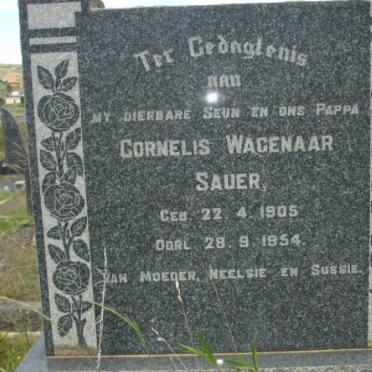 Ter Gedagtenis
aan
My Dierbare Seun en ons Pappa
Cornelis Wagenaar
Sauer,
Geb. 22.4.1905
Oorl. 28.9.1954.
van Moeder, Neelsie en Sussie.